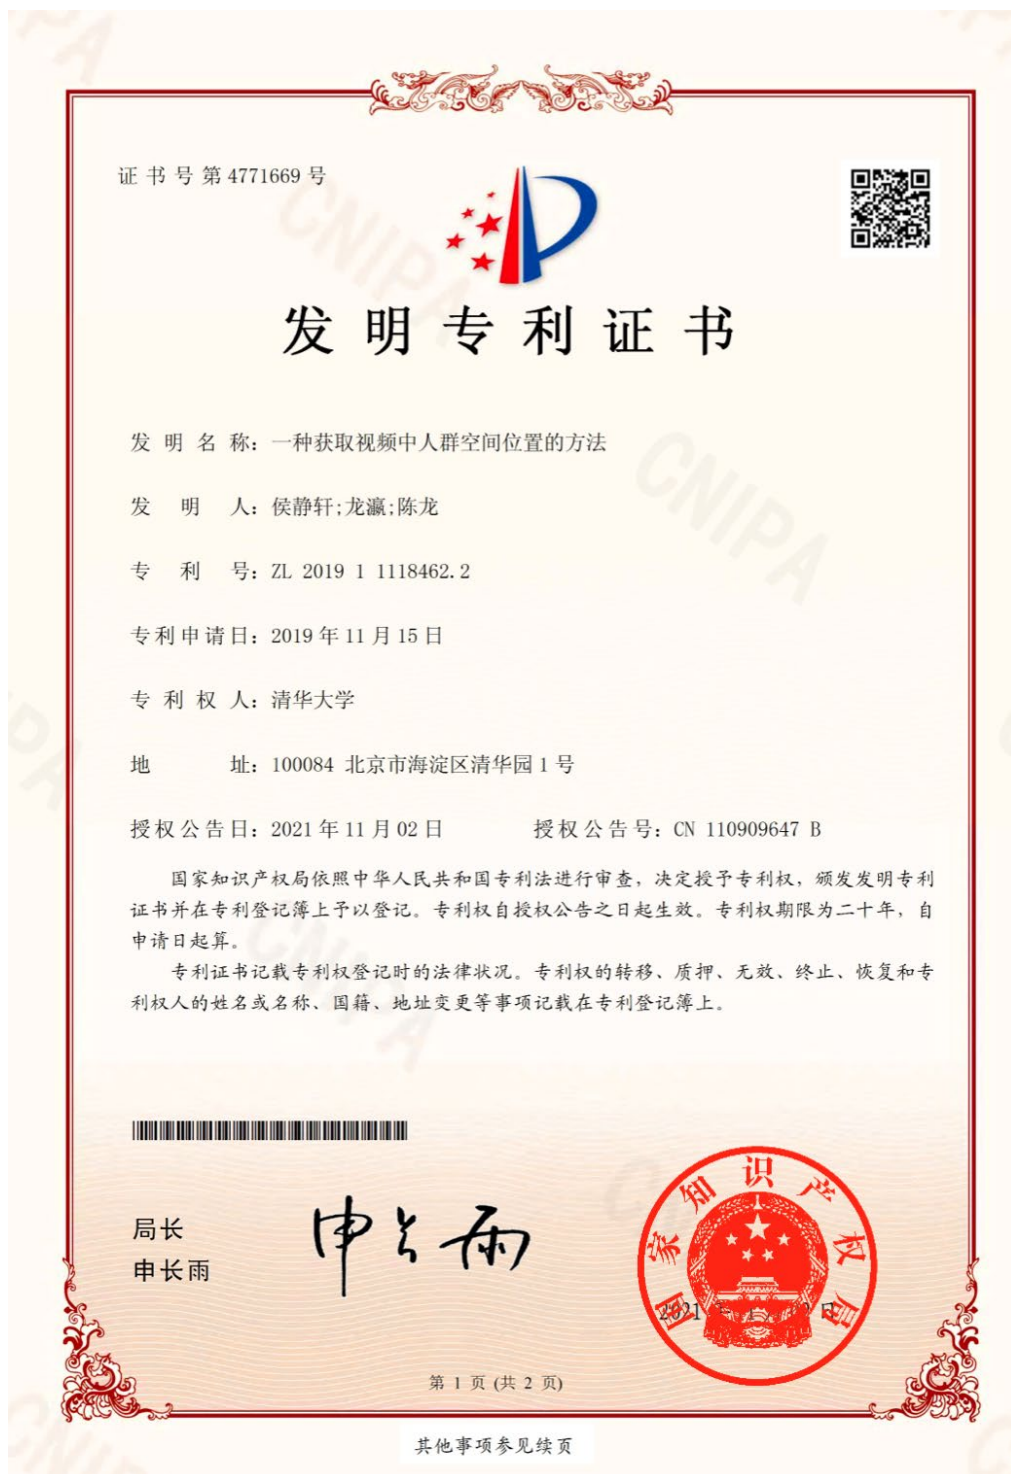 证书号第4771669号
发明专利证书
发明名称：一种获取视频中人群空间位置的方法
发明人：侯静轩;龙瀛;陈龙
专利号：ZL 2019 1 1118462.2
专利申请日：2019年11月15日
专利权人：清华大学
地址：100084 北京市海淀区清华园1号
授权公告日：2021年11月02日 授权公告号：CN 110909647 B
国家知识产权局依照中华人民共和国专利法进行审查，决定授予专利权，颁发发明专利
证书并在专利登记簿上予以登记。专利权自授权公告之日起生效。专利权期限为二十年，自
申请日起算。
专利证书记载专利权登记时的法律状况。专利权的转移、质押、无效、终止、恢复和专
利权人的姓名或名称、国籍、地址变更等事项记载在专利登记簿上。
局长
申长雨
申长雨
国家知识产权局
2021年
第 1 页 (共 2 页)
其他事项参见续页
CNIPA
CNIPA
CNIPA